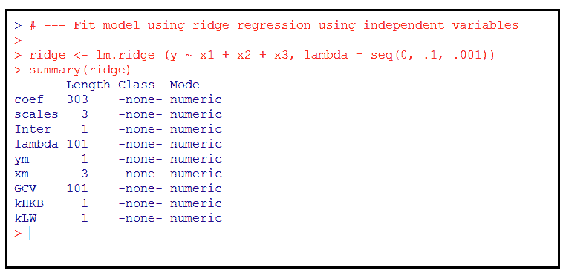 > # --- Fit model using ridge regression using independent variables
>
> ridge <- lm.ridge (y ~ x1 + x2 + x3, lambda = seq(0, .1, .001))
> summary(ridge)
Length Class Mode
coef 303 -none- numeric
scales 3 -none- numeric
Inter 1 -none- numeric
lambda 101 -none- numeric
ym 1 -none- numeric
xm 3 -none- numeric
GCV 101 -none- numeric
kHKB 1 -none- numeric
kLW 1 -none- numeric
>